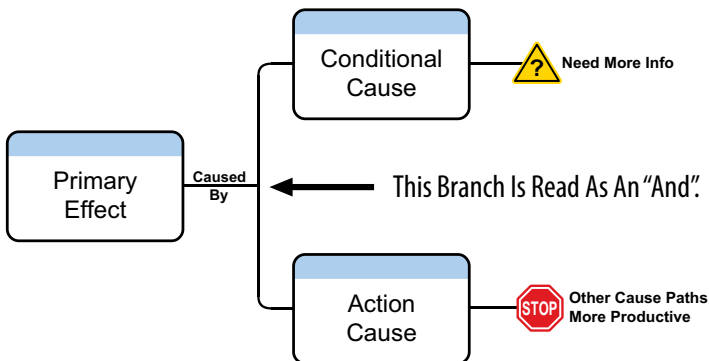 Conditional
Cause
?
Need More Info
Primary
Effect
Caused
By
This Branch Is Read As An “And”.
Action
Cause
STOP
Other Cause Paths
More Productive